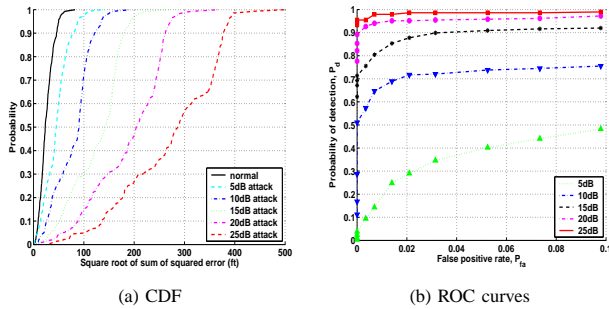 1
0.9
0.8
0.7
0.6
0.5
0.4
0.3
0.2
0.1
0
Probability
0 100 200 300 400 500
Square root of sum of squared error (ft)
normal
5dB attack
10dB attack
15dB attack
20dB attack
25dB attack
(a) CDF
1
0.9
0.8
0.7
0.6
0.5
0.4
0.3
0.2
0.1
0
Probability of detection, Pd
0 0.02 0.04 0.06 0.08 0.1
False positive rate, Pfa
5dB
10dB
15dB
20dB
25dB
(b) ROC curves